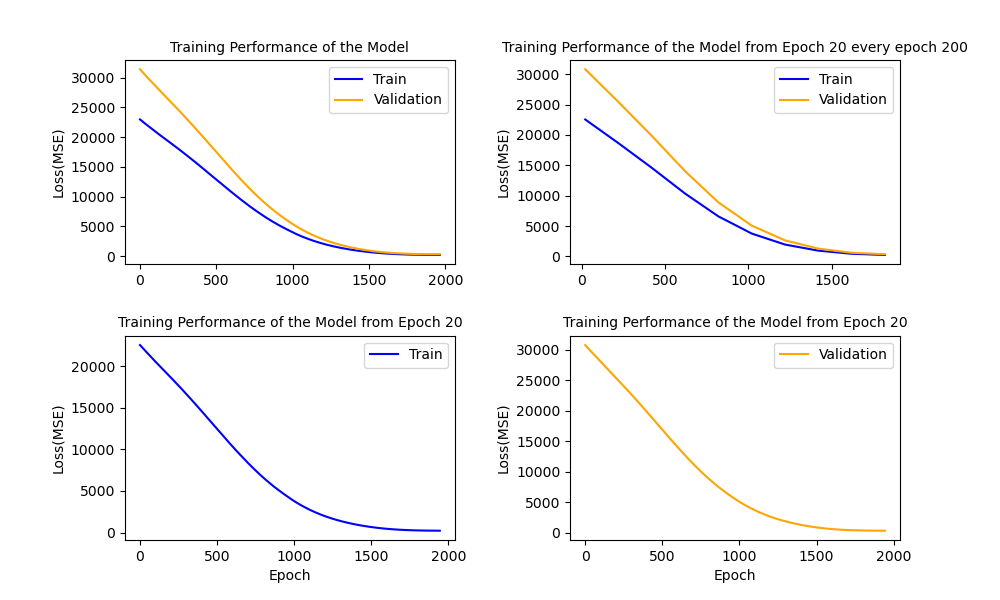 Training Performance of the Model
Loss(MSE)
30000
25000
20000
15000
10000
5000
0
0 500 1000 1500 2000
Train
Validation
Training Performance of the Model from Epoch 20 every epoch 200
Loss(MSE)
30000
25000
20000
15000
10000
5000
0
0 500 1000 1500
Train
Validation
Training Performance of the Model from Epoch 20
Loss(MSE)
20000
15000
10000
5000
0
0 500 1000 1500 2000
Epoch
Train
Training Performance of the Model from Epoch 20
Loss(MSE)
30000
25000
20000
15000
10000
5000
0
0 500 1000 1500 2000
Epoch
Validation